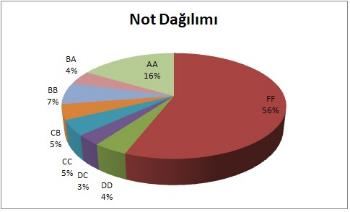 Not Dağılımı
AA
16%
FF
56%
DD
4%
DC
3%
CC
5%
CB
5%
BB
7%
BA
4%